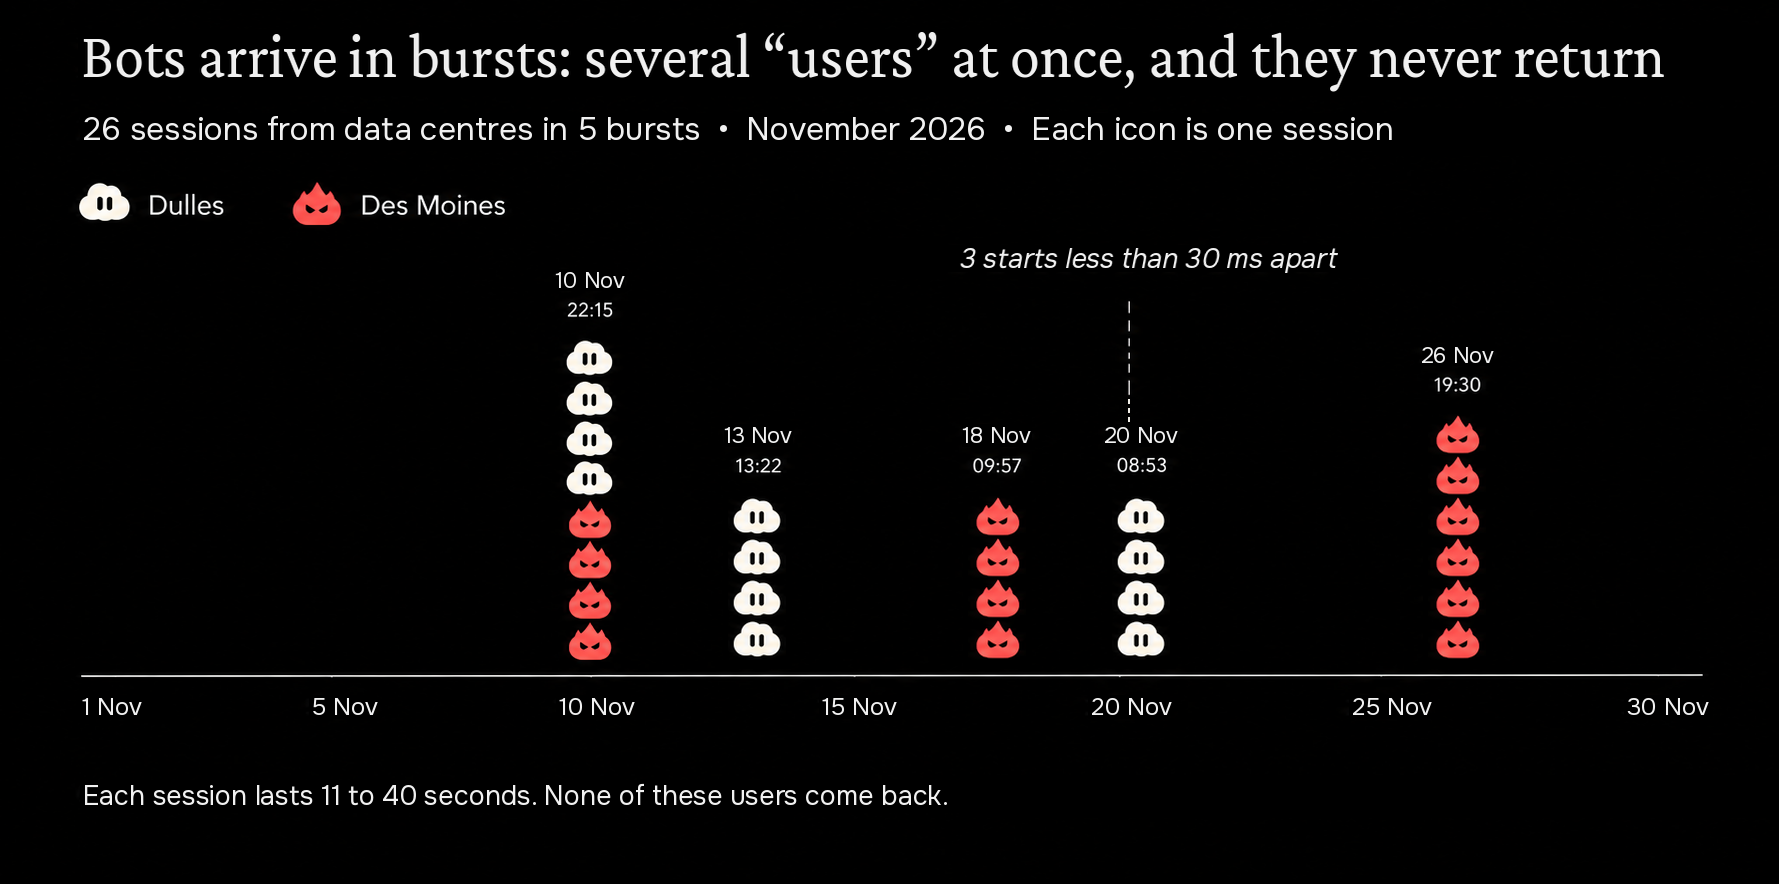 Bots arrive in bursts: several “users” at once, and they never return
26 sessions from data centres in 5 bursts • November 2026 • Each icon is one session
Dulles
Des Moines
3 starts less than 30 ms apart
10 Nov
22:15
13 Nov
13:22
18 Nov
09:57
20 Nov
08:53
26 Nov
19:30
1 Nov
5 Nov
10 Nov
15 Nov
20 Nov
25 Nov
30 Nov
Each session lasts 11 to 40 seconds. None of these users come back.